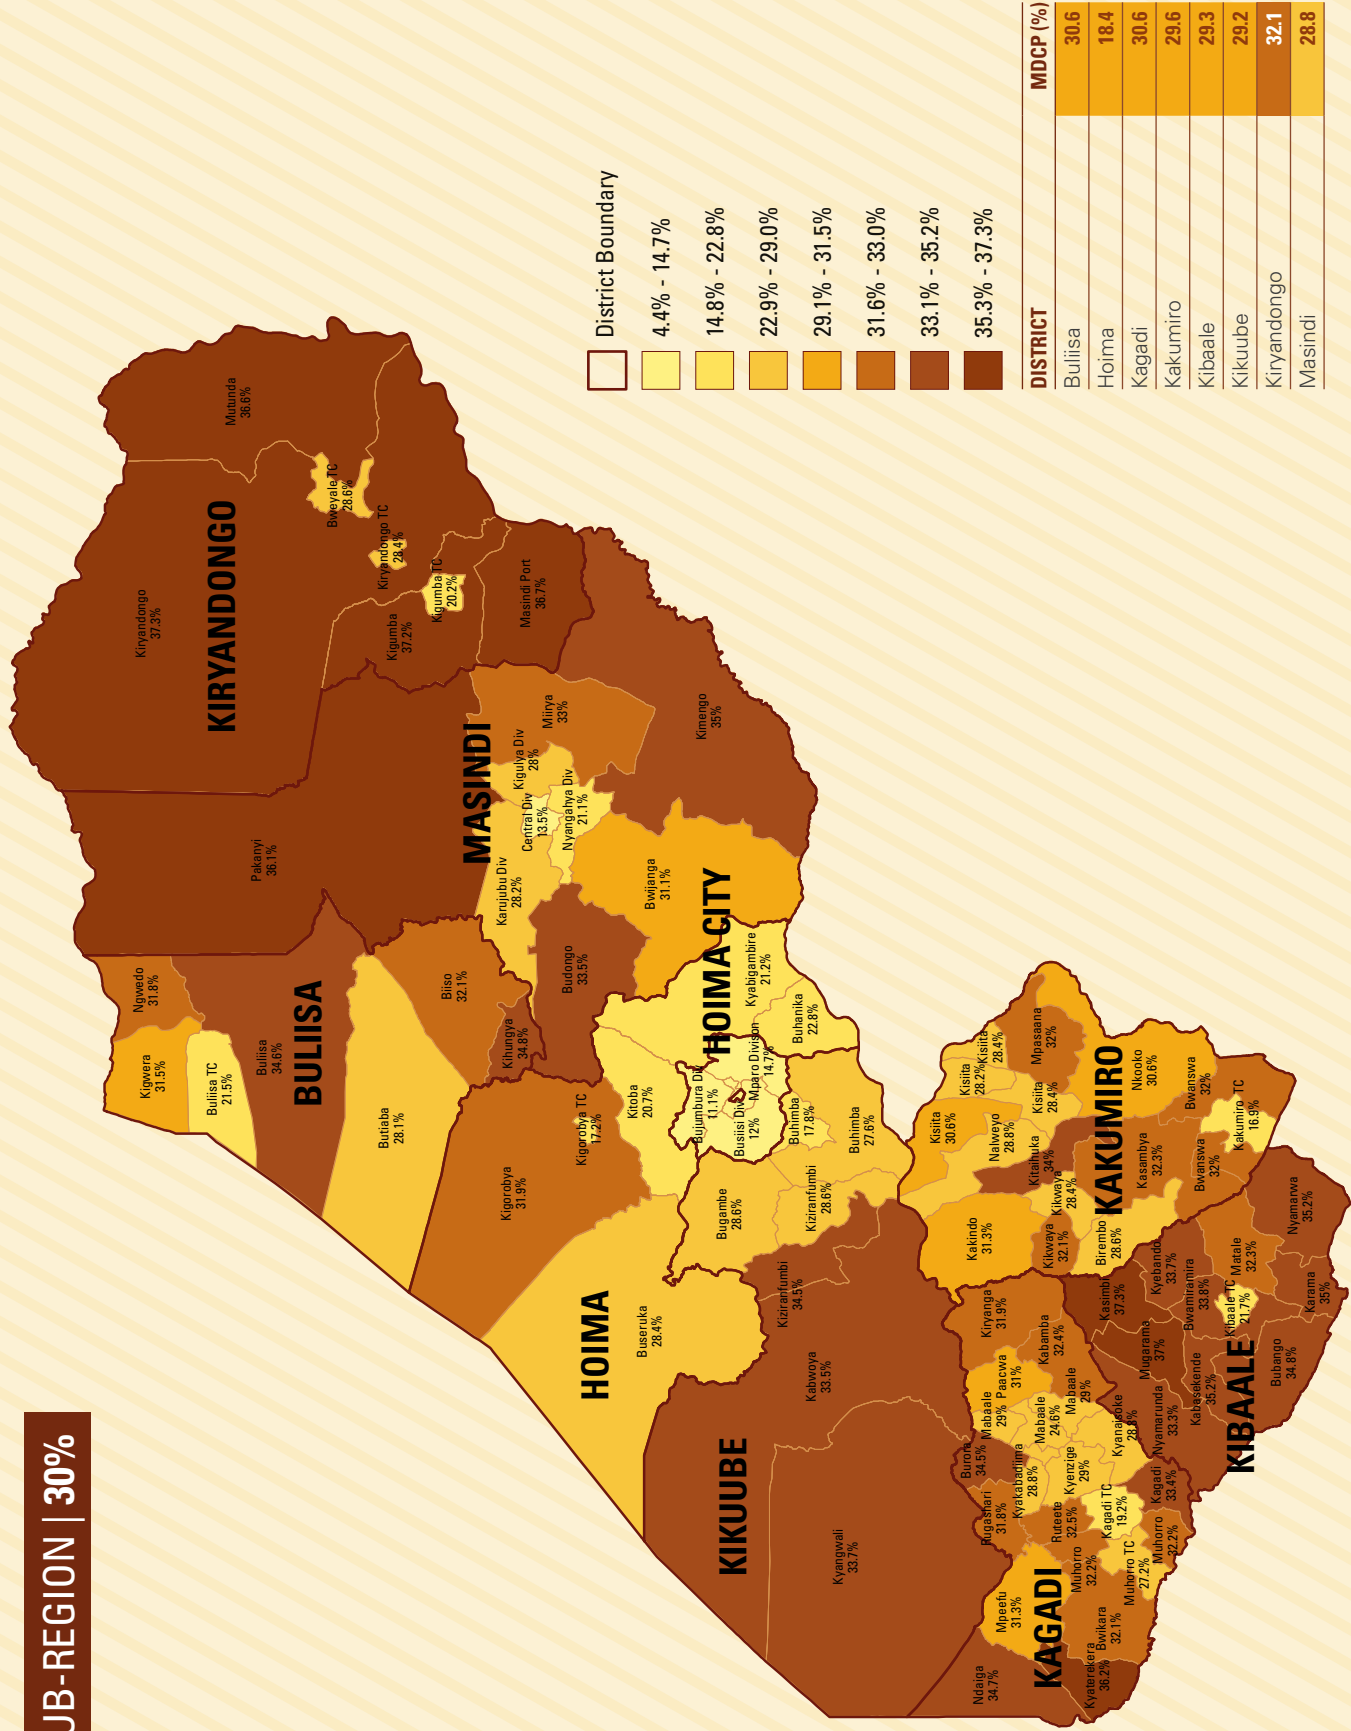 UB-REGION | 30%
KIRYANDONGO
Kiryandongo
37.3%
Mutunda
36.6%
Bweyale TC
28.6%
Kiryandongo TC
28.4%
Kigumba TC
20.2%
Kigumba
37.2%
Masindi Port
36.7%
MASINDI
Pakanyi
36.1%
Miirya
33%
Kigulya Div
28%
Central Div
13.5%
Nyangahya Div
21.1%
Karujubu Div
28.2%
Kimengo
35%
Bwijanga
31.1%
Budongo
33.5%
BULIISA
Ngwedo
31.8%
Kigwera
31.5%
Buliisa TC
21.5%
Buliisa
34.6%
Butiaba
28.1%
Biiso
32.1%
Kihungya
34.8%
HOIMA CITY
Kyabigambire
21.2%
Buhanika
22.8%
Mparo Divison
14.7%
Bujumbura Div
11.1%
Busiisi Div
12%
Kitoba
20.7%
Kigorobya TC
17.2%
Kigorobya
31.9%
HOIMA
Buseruka
28.4%
Buhimba
17.8%
Buhimba
27.6%
Bugambe
28.6%
Kiziranfumbi
28.6%
Kiziranfumbi
34.5%
Kabwoya
33.5%
KIKUUBE
Kyangwali
33.7%
KAKUMIRO
Kisiita
28.2%
Kisiita
28.4%
Mpasaana
32%
Kisiita
28.4%
Kisiita
30.6%
Nalweyo
28.8%
Kitaihuka
34%
Nkooko
30.6%
Bwanswa
32%
Kakumiro TC
16.9%
Kasambya
32.3%
Bwanswa
32%
Kikwaya
28.4%
Kikwaya
32.1%
Birembo
28.6%
Kakindo
31.3%
KIBAALE
Nyamarwa
35.2%
Matale
32.3%
Kyebando
33.7%
Bwamiramira
33.8%
Kibaale TC
21.7%
Karama
35%
Kasimbi
37.3%
Mugarama
37%
Kabasekende
35.2%
Bubango
34.8%
Nyamarunda
33.3%
KAGADI
Kiryanga
31.9%
Kabamba
32.4%
Paacwa
31%
Mabaale
29%
Mabaale
24.6%
Mabaale
29%
Kyanaisoke
28.8%
Burora
34.5%
Kyakabadiima
28.8%
Kyenzige
29%
Rugashari
31.8%
Ruteete
32.5%
Kagadi TC
19.2%
Kagadi
33.4%
Muhorro
32.2%
Muhorro TC
27.2%
Muhorro
32.2%
Mpeefu
31.3%
Bwikara
32.1%
Kyaterekera
36.2%
Ndaiga
34.7%
District Boundary
4.4% - 14.7%
14.8% - 22.8%
22.9% - 29.0%
29.1% - 31.5%
31.6% - 33.0%
33.1% - 35.2%
35.3% - 37.3%
DISTRICT MDCP (%)
Buliisa 30.6
Hoima 18.4
Kagadi 30.6
Kakumiro 29.6
Kibaale 29.3
Kikuube 29.2
Kiryandongo 32.1
Masindi 28.8